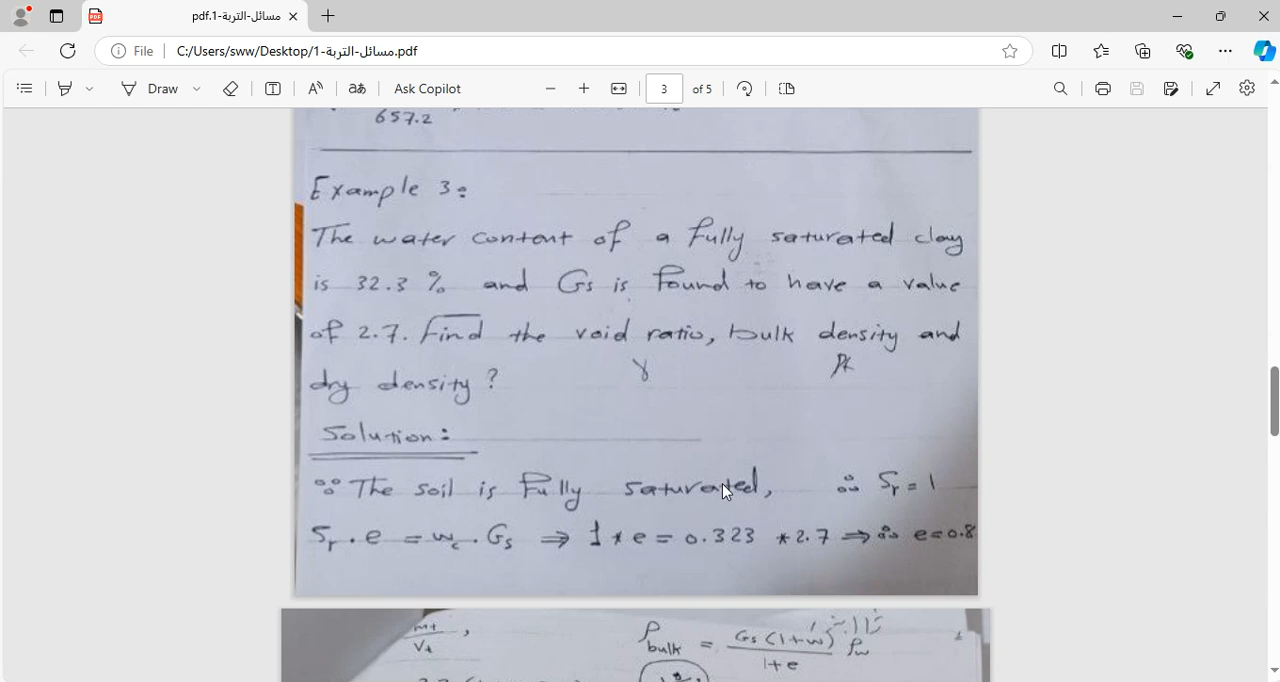 مسائل-التربة-1.pdf
File C:/Users/sww/Desktop/1-مسائل-التربة.pdf
Draw Ask Copilot 3 of 5
657.2
Example 3:
The water content of a fully saturated clay
is 32.3 % and Gs is found to have a value
of 2.7. find the void ratio, bulk density and
dry density ?
γ
Solution:
∵ The soil is fully saturated, ∴ Sr = 1
Sr . e = wc . Gs ⇒ 1 * e = 0.323 * 2.7 ⇒ ∴ e = 0.8
mt / Vt , ρbulk = Gs (1+w) / 1+e ρw